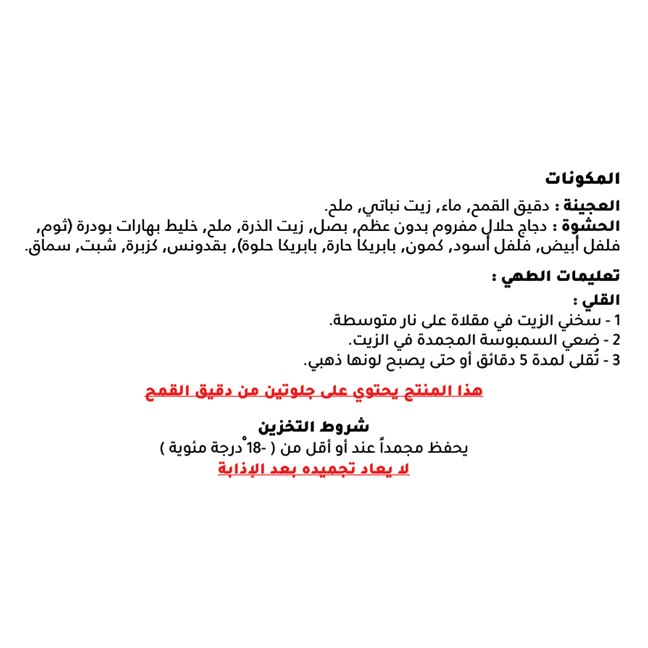 المكونات
العجينة : دقيق القمح, ماء, زيت نباتي, ملح.
الحشوة : دجاج حلال مفروم بدون عظم, بصل, زيت الذرة, ملح, خليط بهارات بودرة (ثوم,
فلفل أبيض, فلفل أسود, كمون, بابريكا حارة, بابريكا حلوة), بقدونس, كزبرة, شبت, سماق.
تعليمات الطهي :
القلي :
1 - سخني الزيت في مقلاة على نار متوسطة.
2 - ضعي السمبوسة المجمدة في الزيت.
3 - تُقلى لمدة 5 دقائق أو حتى يصبح لونها ذهبي.
هذا المنتج يحتوي على جلوتين من دقيق القمح
شروط التخزين
يحفظ مجمداً عند أو أقل من ( -18 ْدرجة مئوية )
لا يعاد تجميده بعد الإذابة